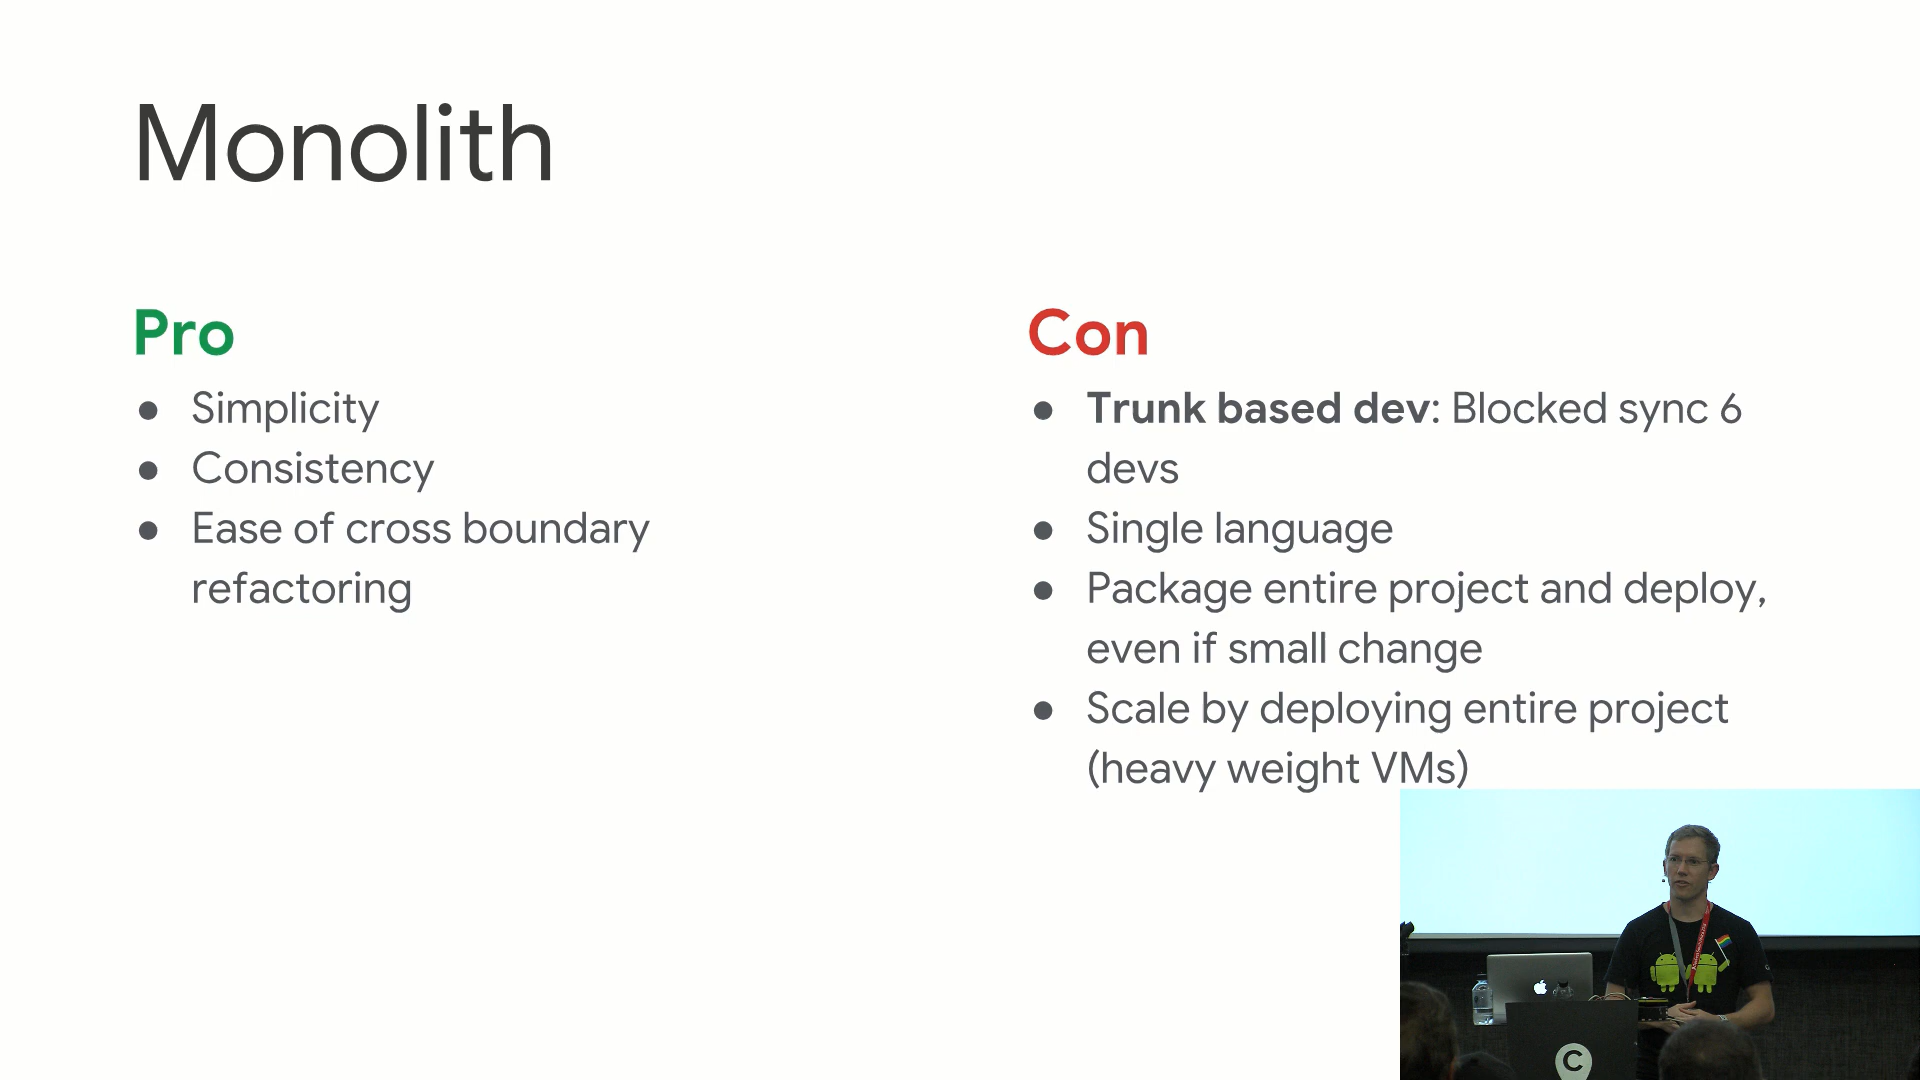 Monolith
Pro
● Simplicity
● Consistency
● Ease of cross boundary
refactoring
Con
● Trunk based dev: Blocked sync 6
devs
● Single language
● Package entire project and deploy,
even if small change
● Scale by deploying entire project
(heavy weight VMs)
C